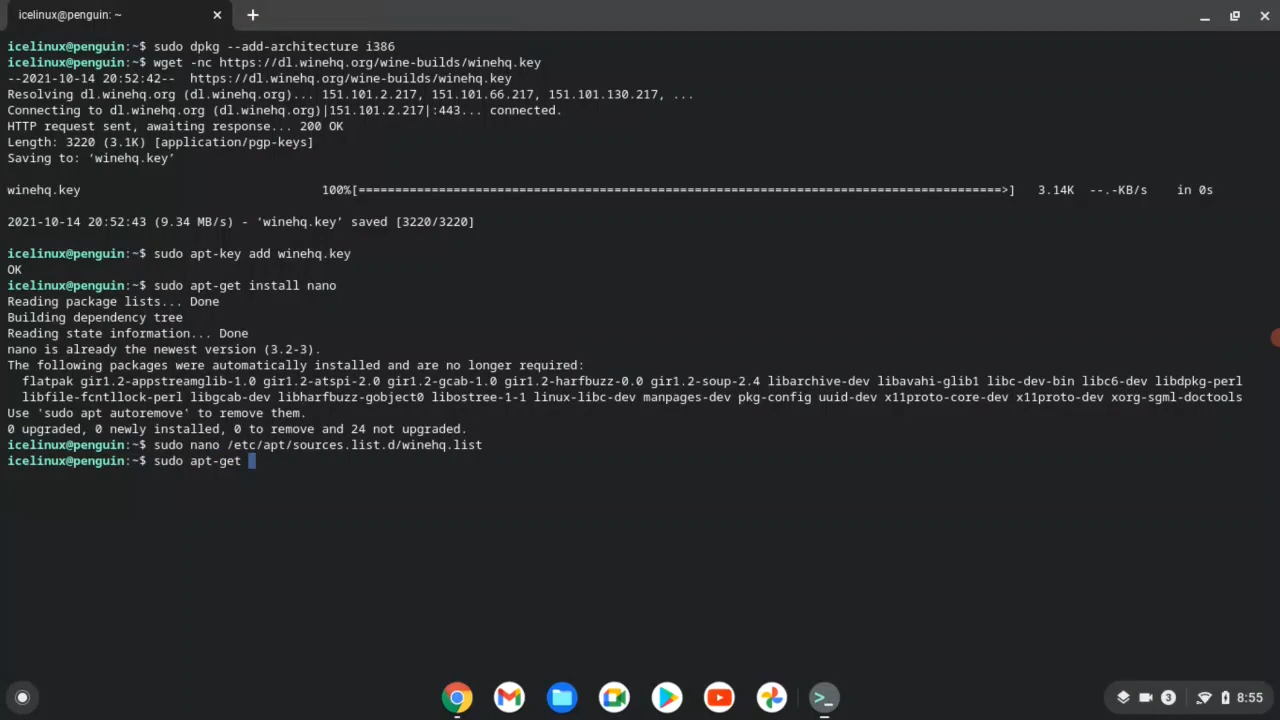 icelinux@penguin: ~
icelinux@penguin:~$ sudo dpkg --add-architecture i386
icelinux@penguin:~$ wget -nc https://dl.winehq.org/wine-builds/winehq.key
--2021-10-14 20:52:42--  https://dl.winehq.org/wine-builds/winehq.key
Resolving dl.winehq.org (dl.winehq.org)... 151.101.2.217, 151.101.66.217, 151.101.130.217, ...
Connecting to dl.winehq.org (dl.winehq.org)|151.101.2.217|:443... connected.
HTTP request sent, awaiting response... 200 OK
Length: 3220 (3.1K) [application/pgp-keys]
Saving to: ‘winehq.key’
winehq.key 100%[========================================================================================>] 3.14K --.-KB/s in 0s
2021-10-14 20:52:43 (9.34 MB/s) - ‘winehq.key’ saved [3220/3220]
icelinux@penguin:~$ sudo apt-key add winehq.key
OK
icelinux@penguin:~$ sudo apt-get install nano
Reading package lists... Done
Building dependency tree
Reading state information... Done
nano is already the newest version (3.2-3).
The following packages were automatically installed and are no longer required:
  flatpak gir1.2-appstreamglib-1.0 gir1.2-atspi-2.0 gir1.2-gcab-1.0 gir1.2-harfbuzz-0.0 gir1.2-soup-2.4 libarchive-dev libavahi-glib1 libc-dev-bin libc6-dev libdpkg-perl
  libfile-fcntllock-perl libgcab-dev libharfbuzz-gobject0 libostree-1-1 linux-libc-dev manpages-dev pkg-config uuid-dev x11proto-core-dev x11proto-dev xorg-sgml-doctools
Use 'sudo apt autoremove' to remove them.
0 upgraded, 0 newly installed, 0 to remove and 24 not upgraded.
icelinux@penguin:~$ sudo nano /etc/apt/sources.list.d/winehq.list
icelinux@penguin:~$ sudo apt-get
3 8:55